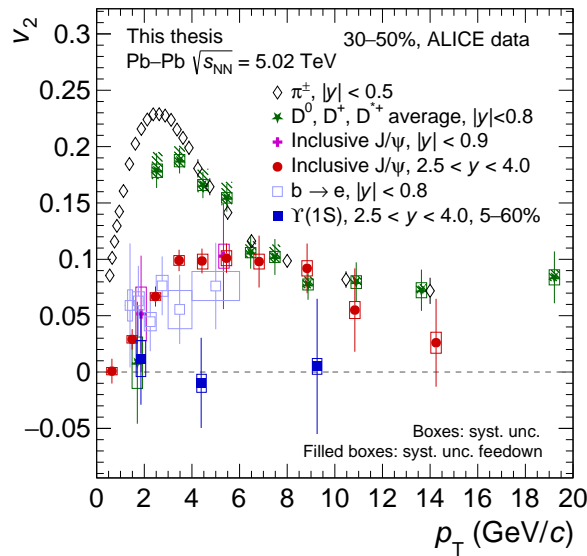 v₂
0.3
0.25
0.2
0.15
0.1
0.05
0
−0.05
This thesis
30–50%, ALICE data
Pb–Pb √sNN = 5.02 TeV
π±, |y| < 0.5
D⁰, D⁺, D*⁺ average, |y|<0.8
Inclusive J/ψ, |y| < 0.9
Inclusive J/ψ, 2.5 < y < 4.0
b → e, |y| < 0.8
ϒ(1S), 2.5 < y < 4.0, 5–60%
Boxes: syst. unc.
Filled boxes: syst. unc. feedown
0 2 4 6 8 10 12 14 16 18 20
pT (GeV/c)